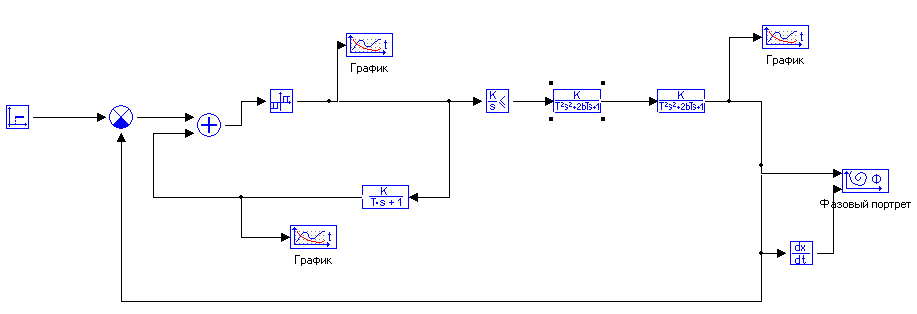 t
График
t
График
K
s
K
T²s²+2bTs+1
K
T²s²+2bTs+1
K
T·s + 1
t
График
Ф
Фазовый портрет
dx
dt